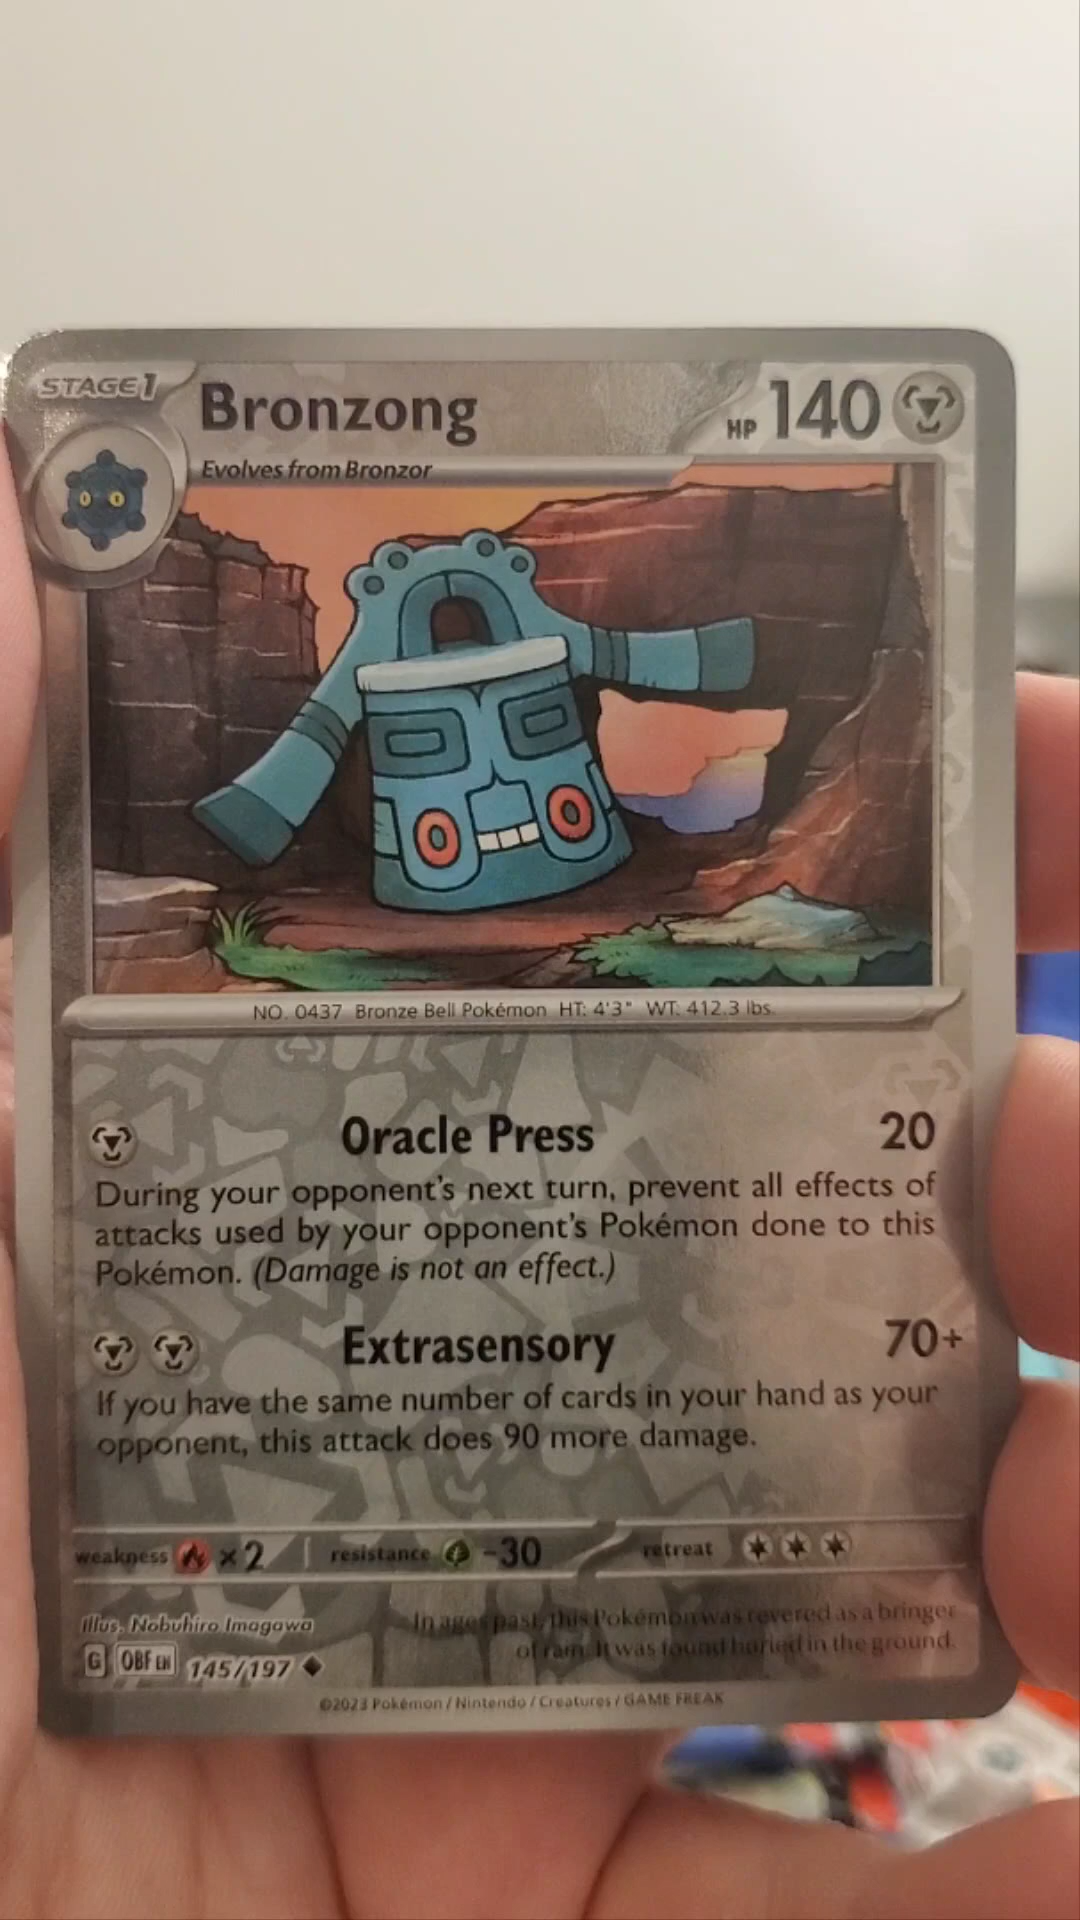 STAGE1
Bronzong
HP 140
Evolves from Bronzor
NO. 0437 Bronze Bell Pokémon HT: 4'3" WT: 412.3 lbs.
Oracle Press 20
During your opponent's next turn, prevent all effects of
attacks used by your opponent's Pokémon done to this
Pokémon. (Damage is not an effect.)
Extrasensory 70+
If you have the same number of cards in your hand as your
opponent, this attack does 90 more damage.
weakness ×2 resistance -30 retreat
Illus. Nobuhiro Imagawa
In ages past, this Pokémon was revered as a bringer
of rain. It was found buried in the ground.
G OBF EN 145/197
©2023 Pokémon / Nintendo / Creatures / GAME FREAK